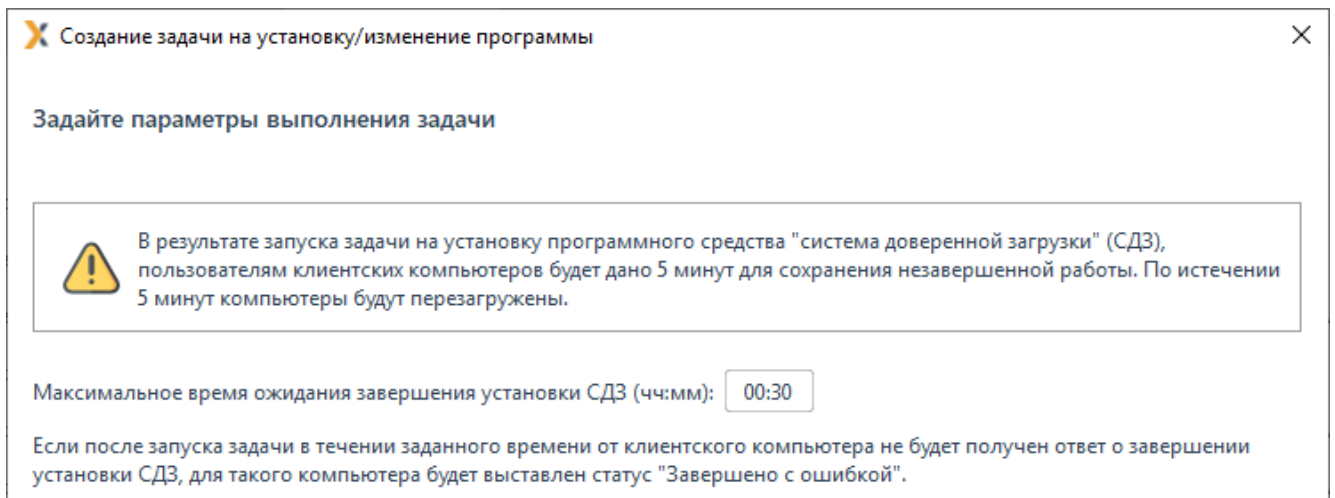 Создание задачи на установку/изменение программы
Задайте параметры выполнения задачи
В результате запуска задачи на установку программного средства "система доверенной загрузки" (СДЗ),
пользователям клиентских компьютеров будет дано 5 минут для сохранения незавершенной работы. По истечении
5 минут компьютеры будут перезагружены.
Максимальное время ожидания завершения установки СДЗ (чч:мм): 00:30
Если после запуска задачи в течении заданного времени от клиентского компьютера не будет получен ответ о завершении
установки СДЗ, для такого компьютера будет выставлен статус "Завершено с ошибкой".